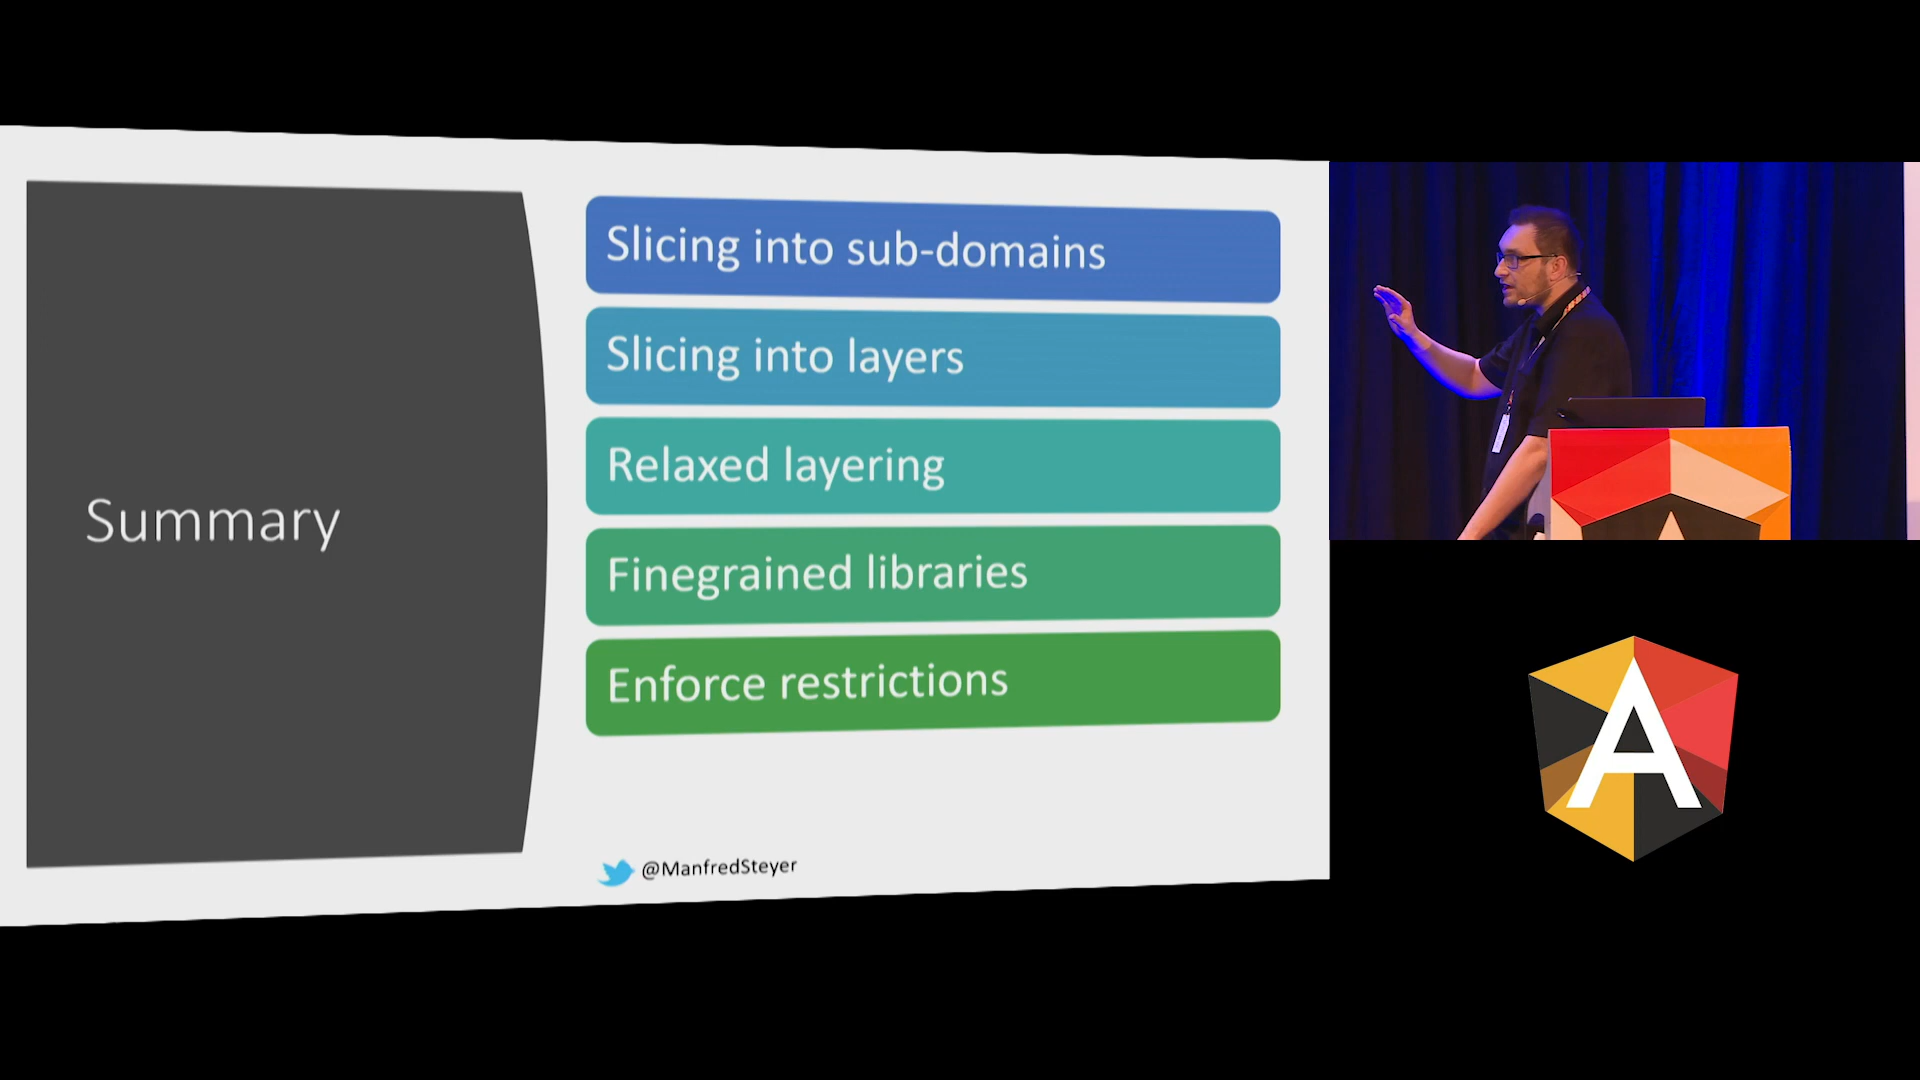 Summary
Slicing into sub-domains
Slicing into layers
Relaxed layering
Finegrained libraries
Enforce restrictions
@ManfredSteyer
A